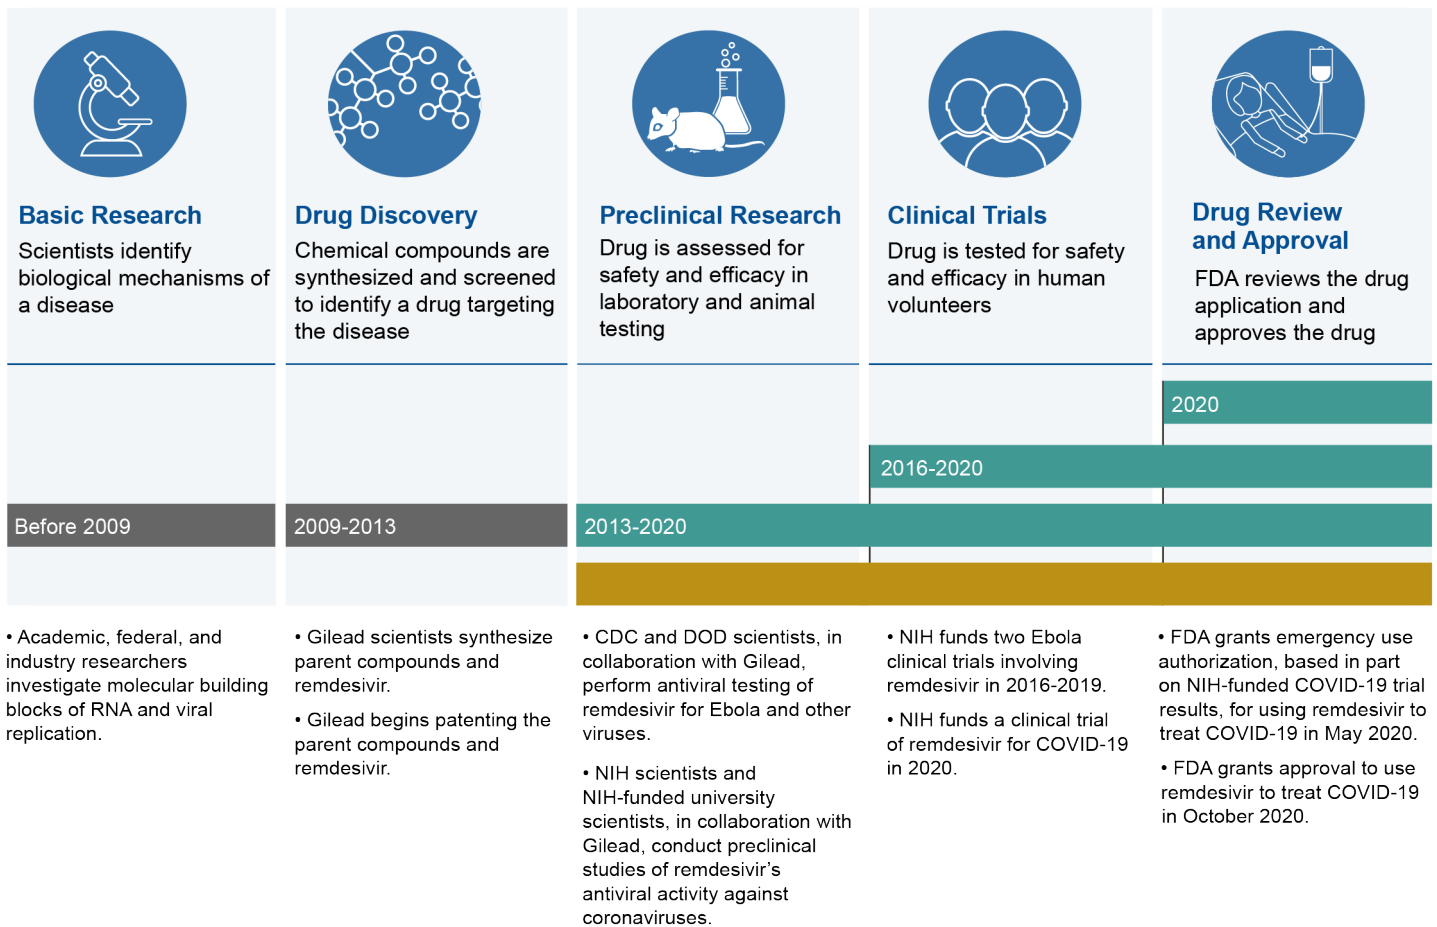 Basic Research
Scientists identify
biological mechanisms of
a disease
Drug Discovery
Chemical compounds are
synthesized and screened
to identify a drug targeting
the disease
Preclinical Research
Drug is assessed for
safety and efficacy in
laboratory and animal
testing
Clinical Trials
Drug is tested for safety
and efficacy in human
volunteers
Drug Review
and Approval
FDA reviews the drug
application and
approves the drug
2020
2016-2020
Before 2009
2009-2013
2013-2020
• Academic, federal, and
industry researchers
investigate molecular building
blocks of RNA and viral
replication.
• Gilead scientists synthesize
parent compounds and
remdesivir.
• Gilead begins patenting the
parent compounds and
remdesivir.
• CDC and DOD scientists, in
collaboration with Gilead,
perform antiviral testing of
remdesivir for Ebola and other
viruses.
• NIH scientists and
NIH-funded university
scientists, in collaboration with
Gilead, conduct preclinical
studies of remdesivir’s
antiviral activity against
coronaviruses.
• NIH funds two Ebola
clinical trials involving
remdesivir in 2016-2019.
• NIH funds a clinical trial
of remdesivir for COVID-19
in 2020.
• FDA grants emergency use
authorization, based in part
on NIH-funded COVID-19 trial
results, for using remdesivir to
treat COVID-19 in May 2020.
• FDA grants approval to use
remdesivir to treat COVID-19
in October 2020.